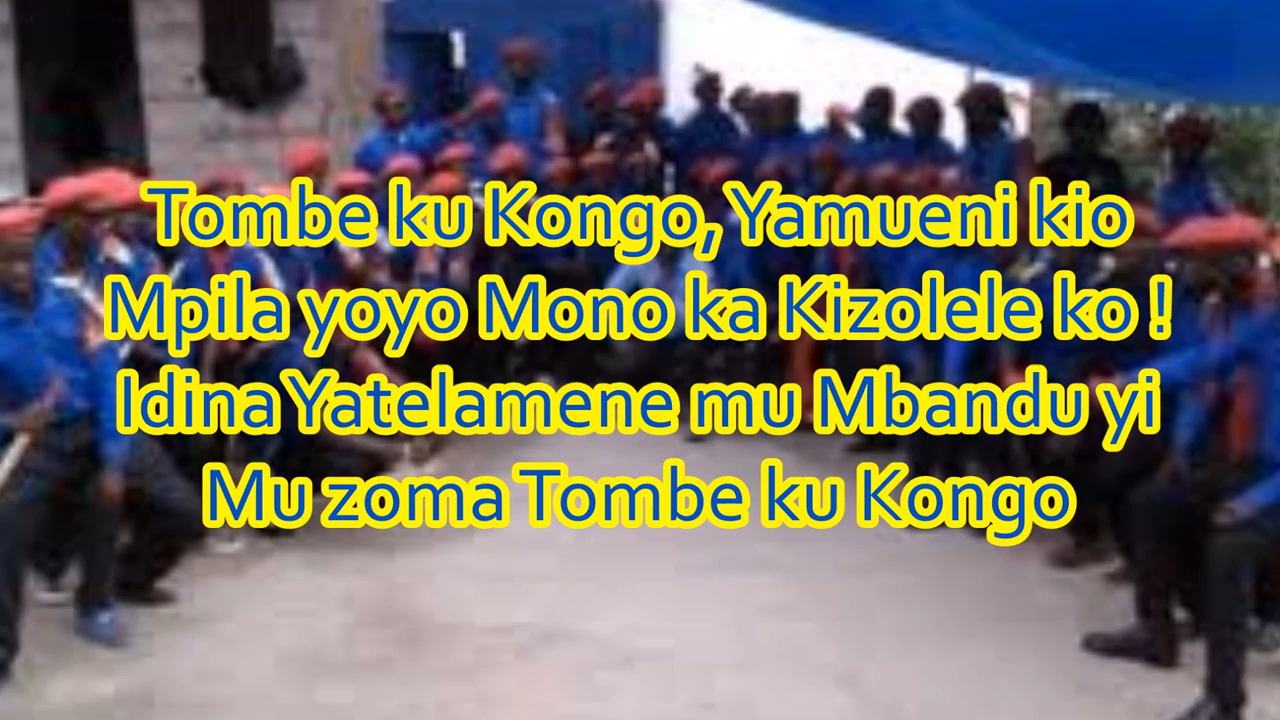 Tombe ku Kongo, Yamueni kio
Mpila yoyo Mono ka Kizolele ko !
Idina Yatelamene mu Mbandu yi
Mu zoma Tombe ku Kongo